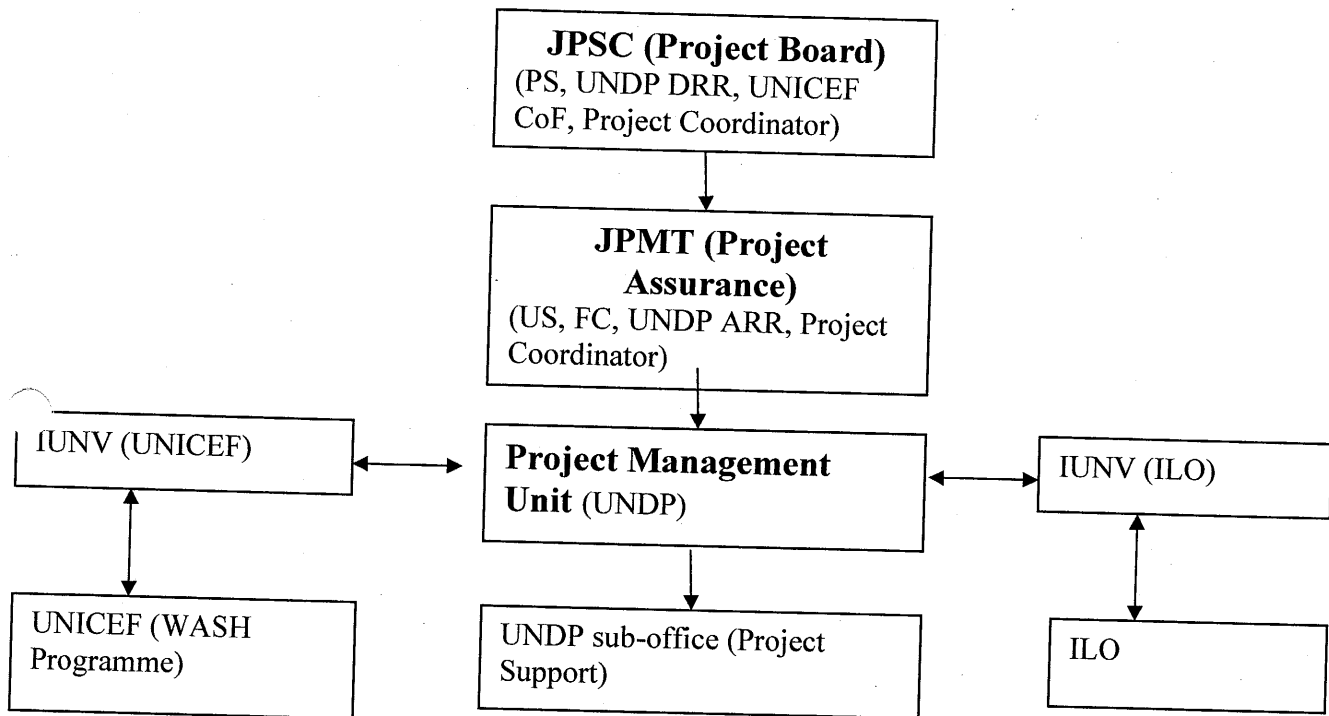 JPSC (Project Board)
(PS, UNDP DRR, UNICEF
CoF, Project Coordinator)
JPMT (Project
Assurance)
(US, FC, UNDP ARR, Project
Coordinator)
IUNV (UNICEF)
Project Management
Unit (UNDP)
IUNV (ILO)
UNICEF (WASH
Programme)
UNDP sub-office (Project
Support)
ILO